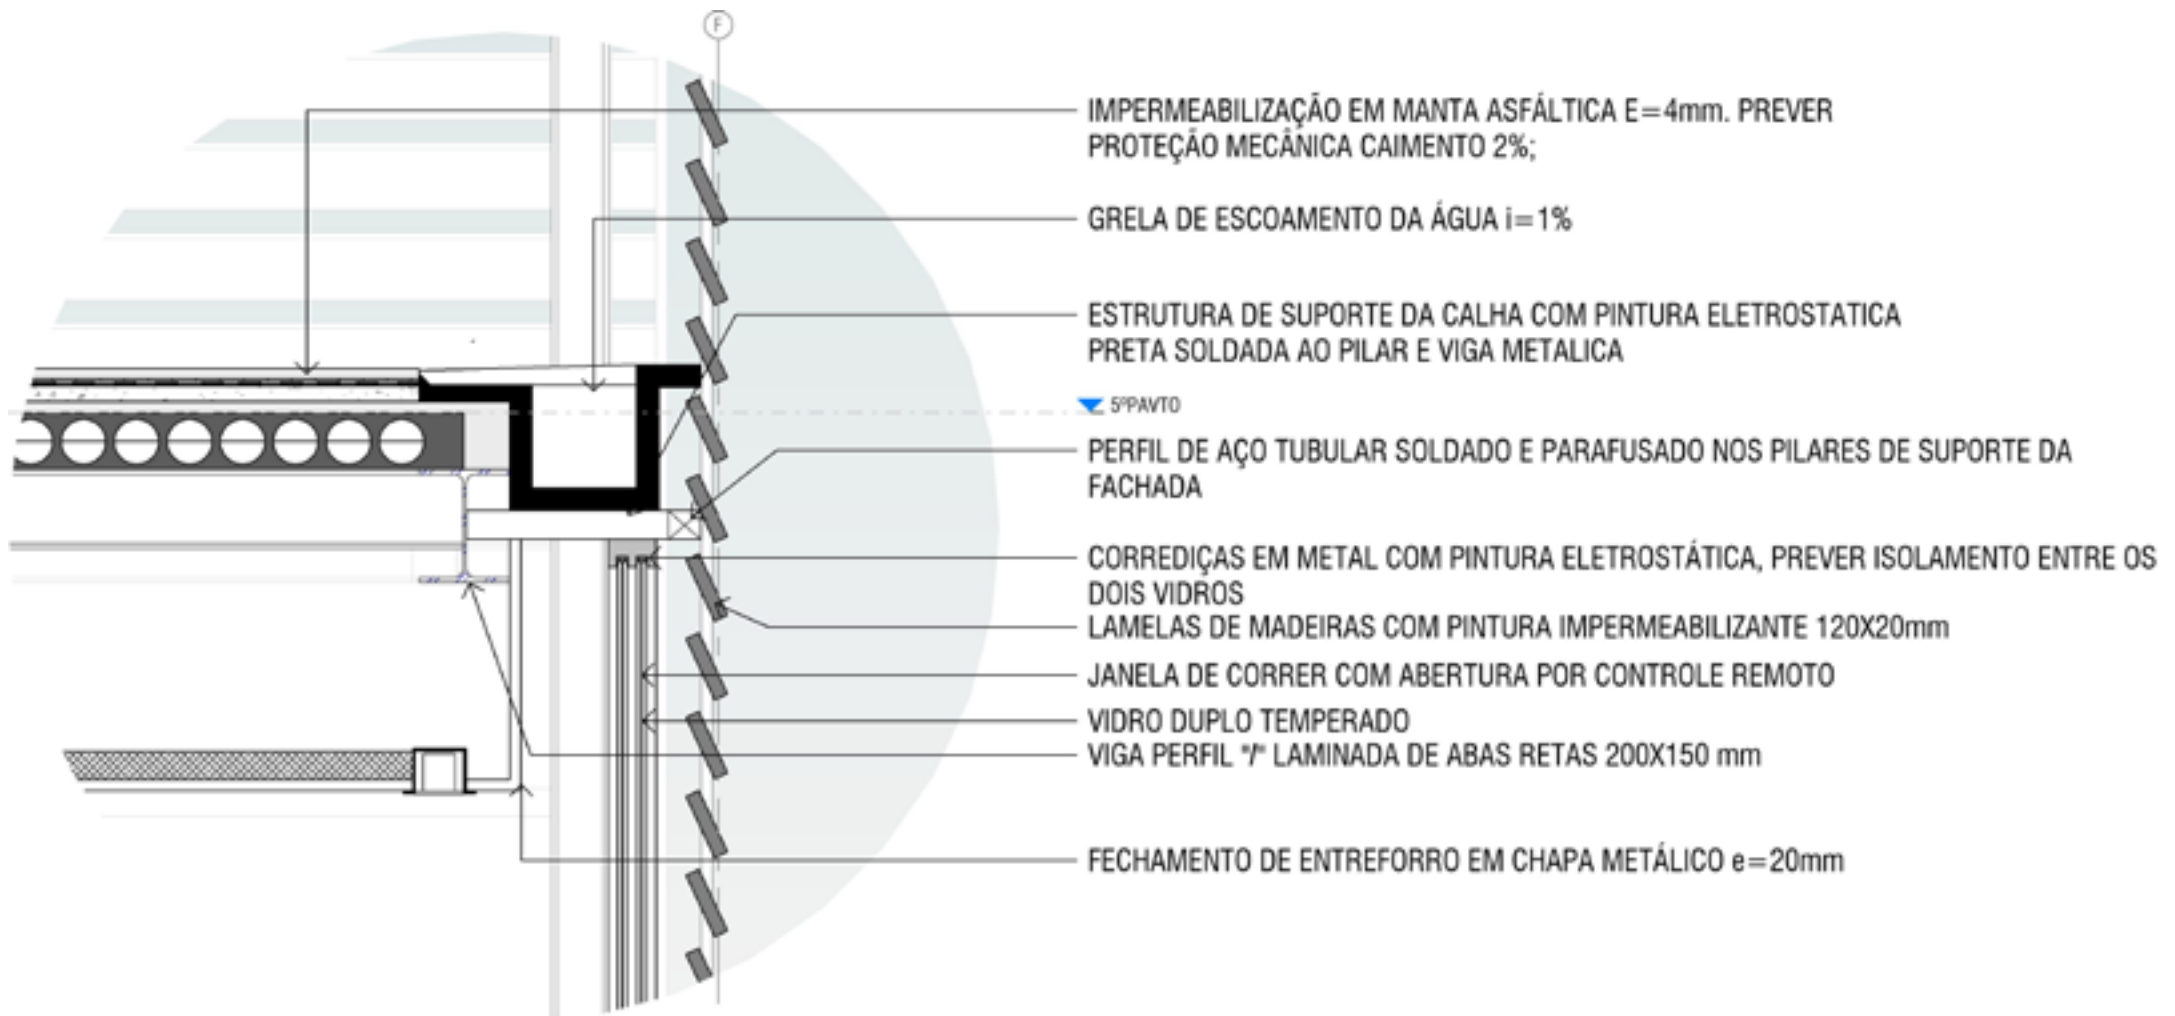 F
IMPERMEABILIZAÇÃO EM MANTA ASFÁLTICA E=4mm. PREVER
PROTEÇÃO MECÂNICA CAIMENTO 2%;
GRELA DE ESCOAMENTO DA ÁGUA i=1%
ESTRUTURA DE SUPORTE DA CALHA COM PINTURA ELETROSTATICA
PRETA SOLDADA AO PILAR E VIGA METALICA
5ºPAVTO
PERFIL DE AÇO TUBULAR SOLDADO E PARAFUSADO NOS PILARES DE SUPORTE DA
FACHADA
CORREDIÇAS EM METAL COM PINTURA ELETROSTÁTICA, PREVER ISOLAMENTO ENTRE OS
DOIS VIDROS
LAMELAS DE MADEIRAS COM PINTURA IMPERMEABILIZANTE 120X20mm
JANELA DE CORRER COM ABERTURA POR CONTROLE REMOTO
VIDRO DUPLO TEMPERADO
VIGA PERFIL "I" LAMINADA DE ABAS RETAS 200X150 mm
FECHAMENTO DE ENTREFORRO EM CHAPA METÁLICO e=20mm